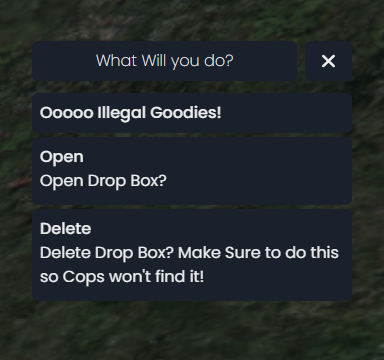 What Will you do?
Ooooo Illegal Goodies!
Open
Open Drop Box?
Delete
Delete Drop Box? Make Sure to do this
so Cops won't find it!